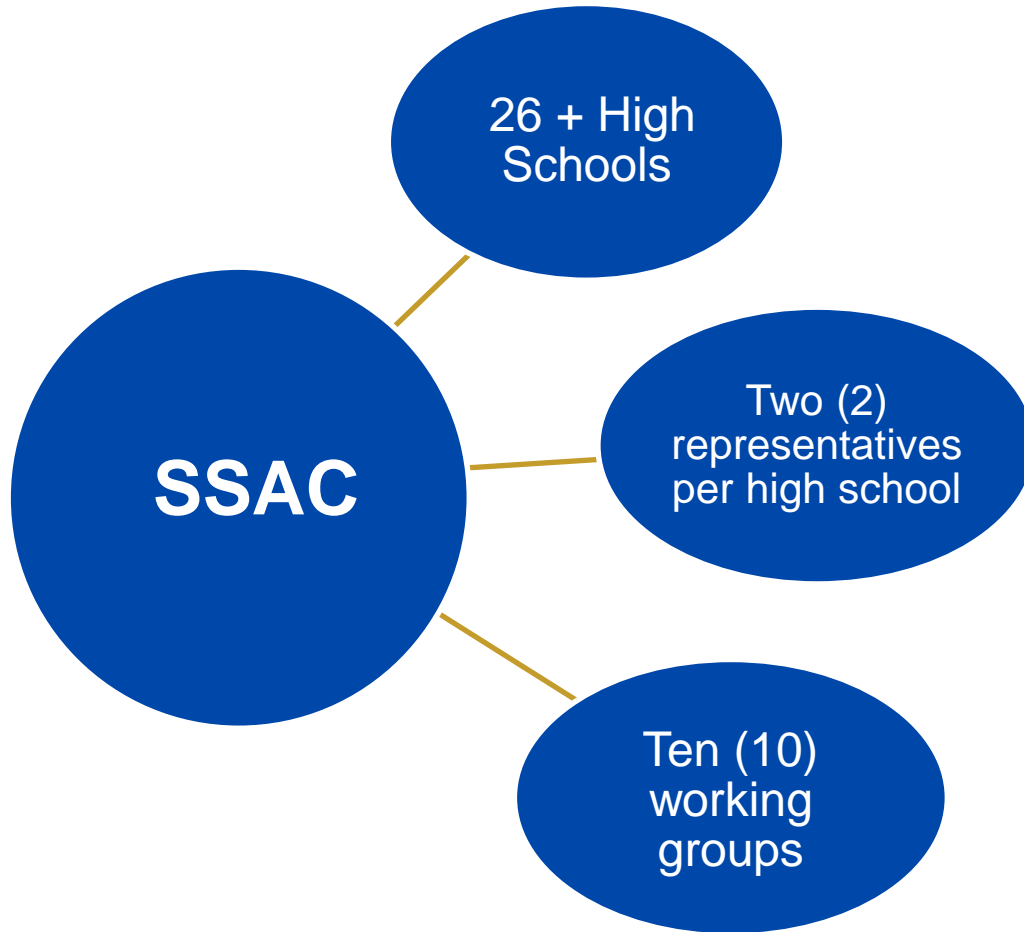 26 + High
Schools
Two (2)
representatives
per high school
SSAC
Ten (10)
working
groups